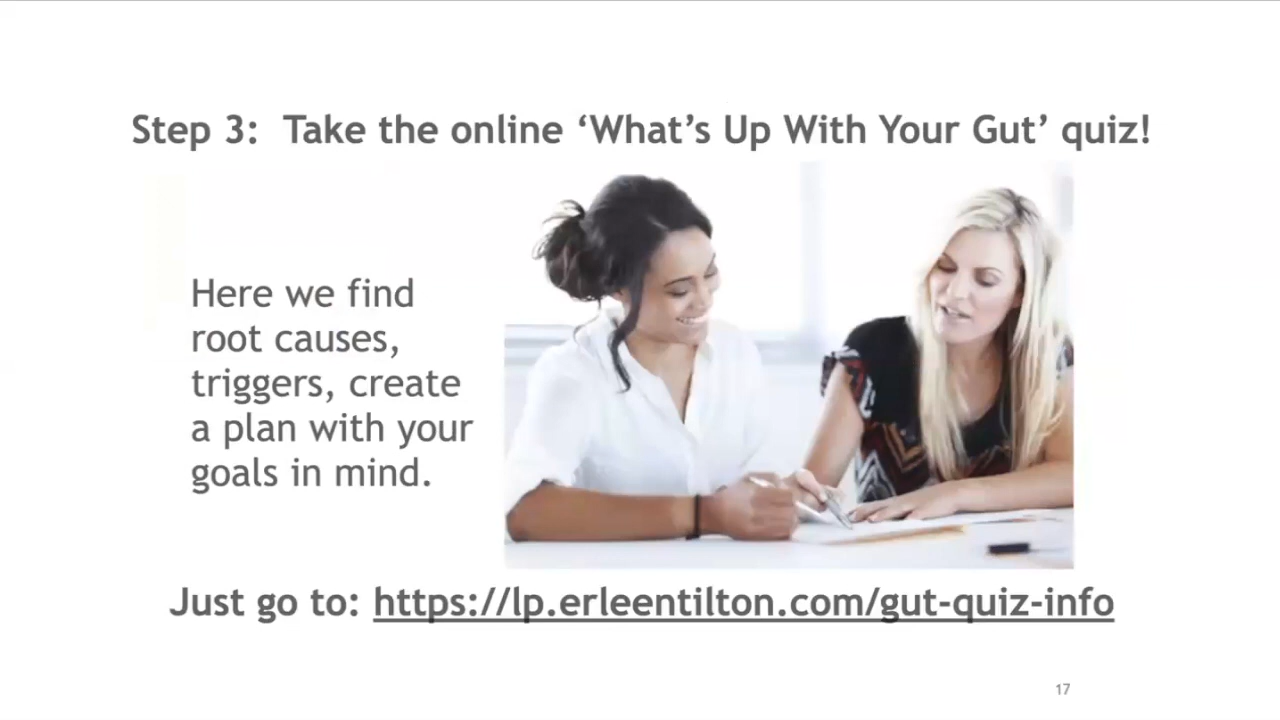 Step 3:  Take the online ‘What’s Up With Your Gut’ quiz!
Here we find
root causes,
triggers, create
a plan with your
goals in mind.
Just go to: https://lp.erleentilton.com/gut-quiz-info
17